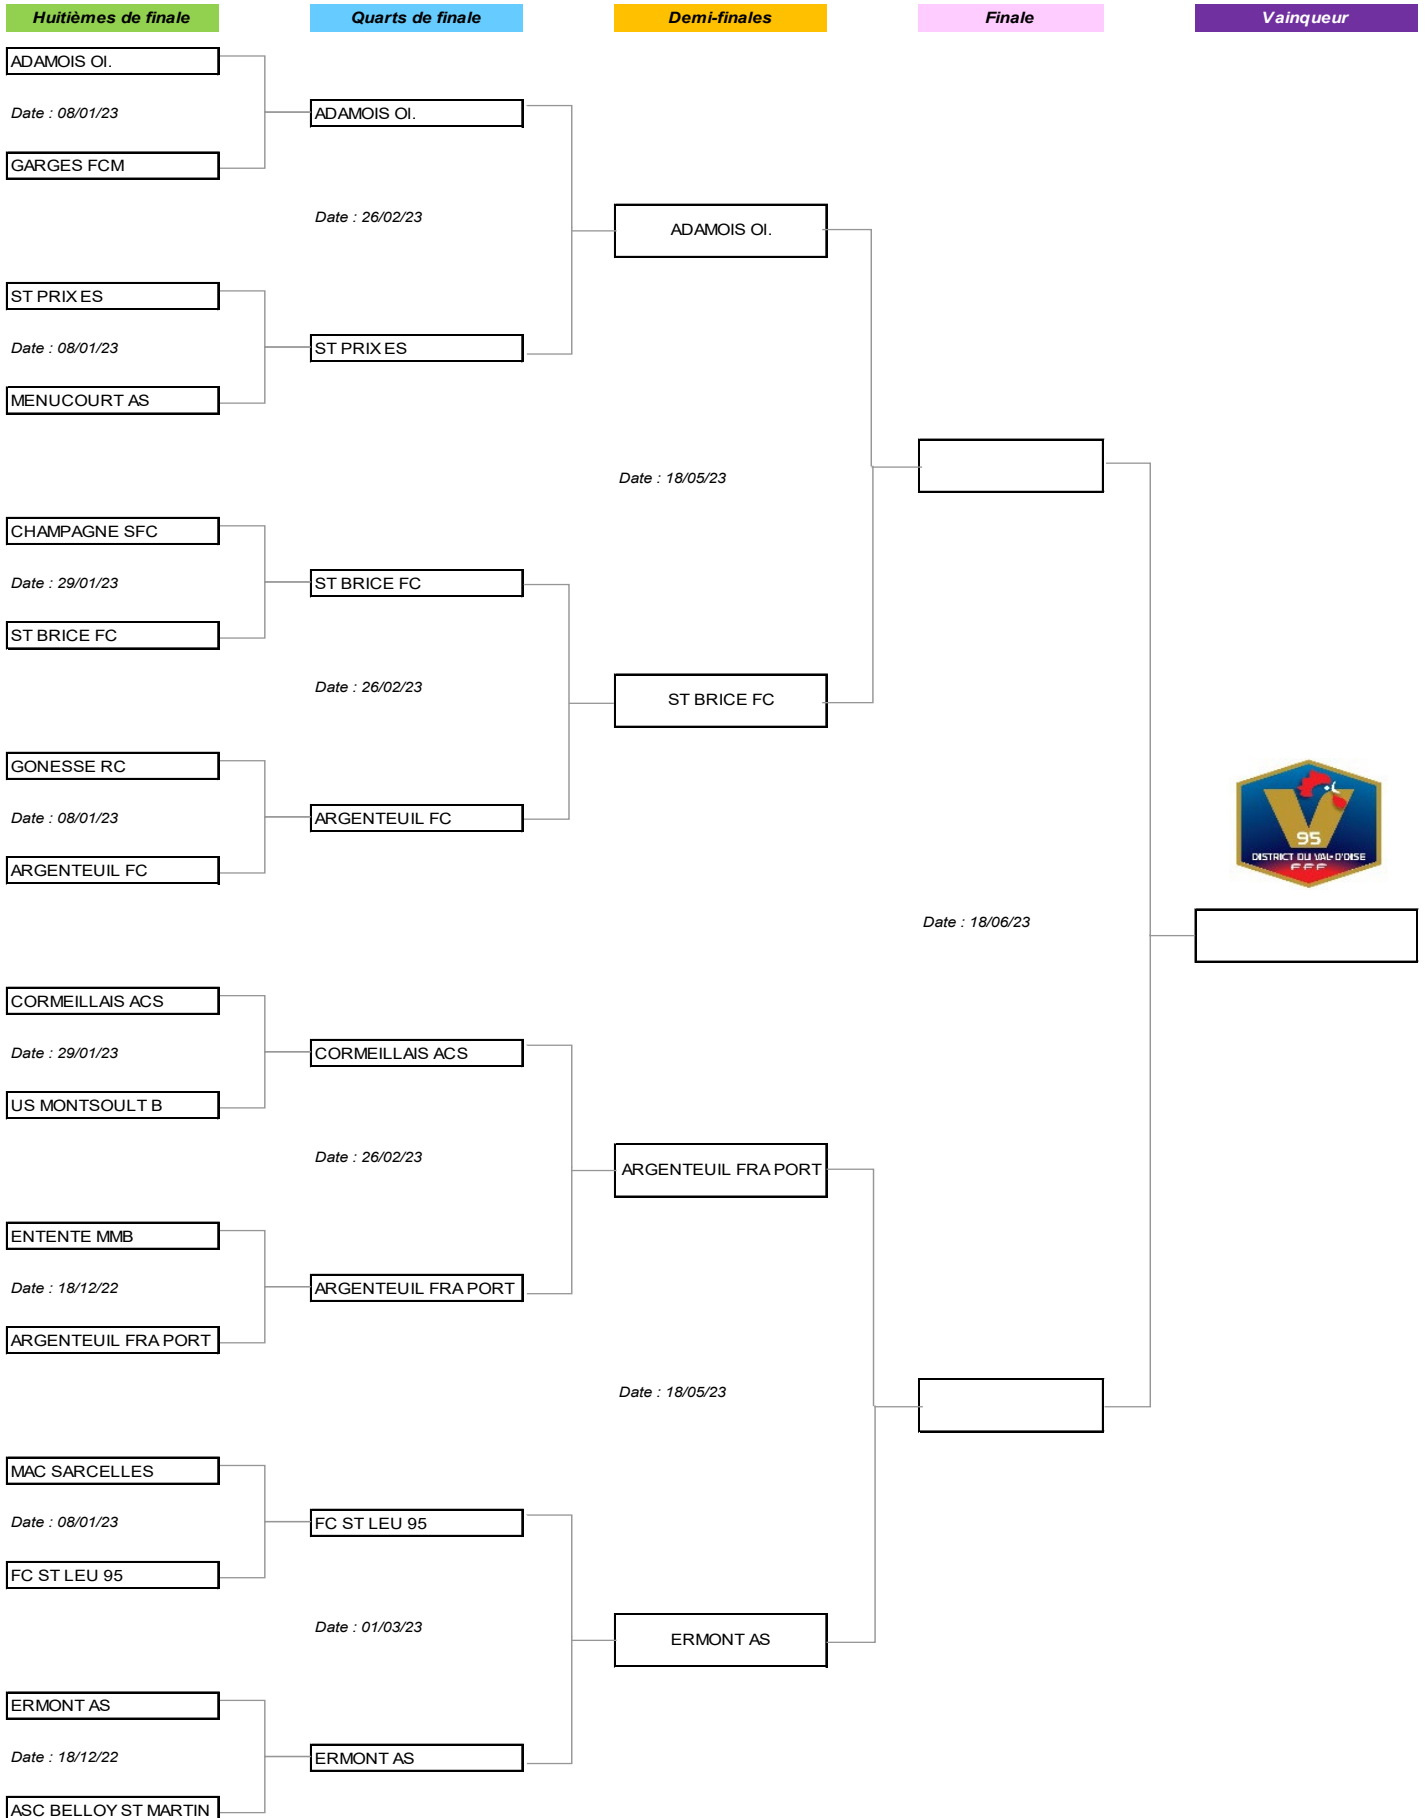 Huitièmes de finale
Quarts de finale
Demi-finales
Finale
Vainqueur
ADAMOIS OI.
Date : 08/01/23
ADAMOIS OI.
GARGES FCM
Date : 26/02/23
ADAMOIS OI.
ST PRIX ES
Date : 08/01/23
ST PRIX ES
MENUCOURT AS
Date : 18/05/23
CHAMPAGNE SFC
Date : 29/01/23
ST BRICE FC
ST BRICE FC
Date : 26/02/23
ST BRICE FC
GONESSE RC
Date : 08/01/23
ARGENTEUIL FC
95
DISTRICT DU VAL-D'OISE
FFF
ARGENTEUIL FC
Date : 18/06/23
CORMEILLAIS ACS
Date : 29/01/23
CORMEILLAIS ACS
US MONTSOULT B
Date : 26/02/23
ARGENTEUIL FRA PORT
ENTENTE MMB
Date : 18/12/22
ARGENTEUIL FRA PORT
ARGENTEUIL FRA PORT
Date : 18/05/23
MAC SARCELLES
Date : 08/01/23
FC ST LEU 95
FC ST LEU 95
Date : 01/03/23
ERMONT AS
ERMONT AS
Date : 18/12/22
ERMONT AS
ASC BELLOY ST MARTIN